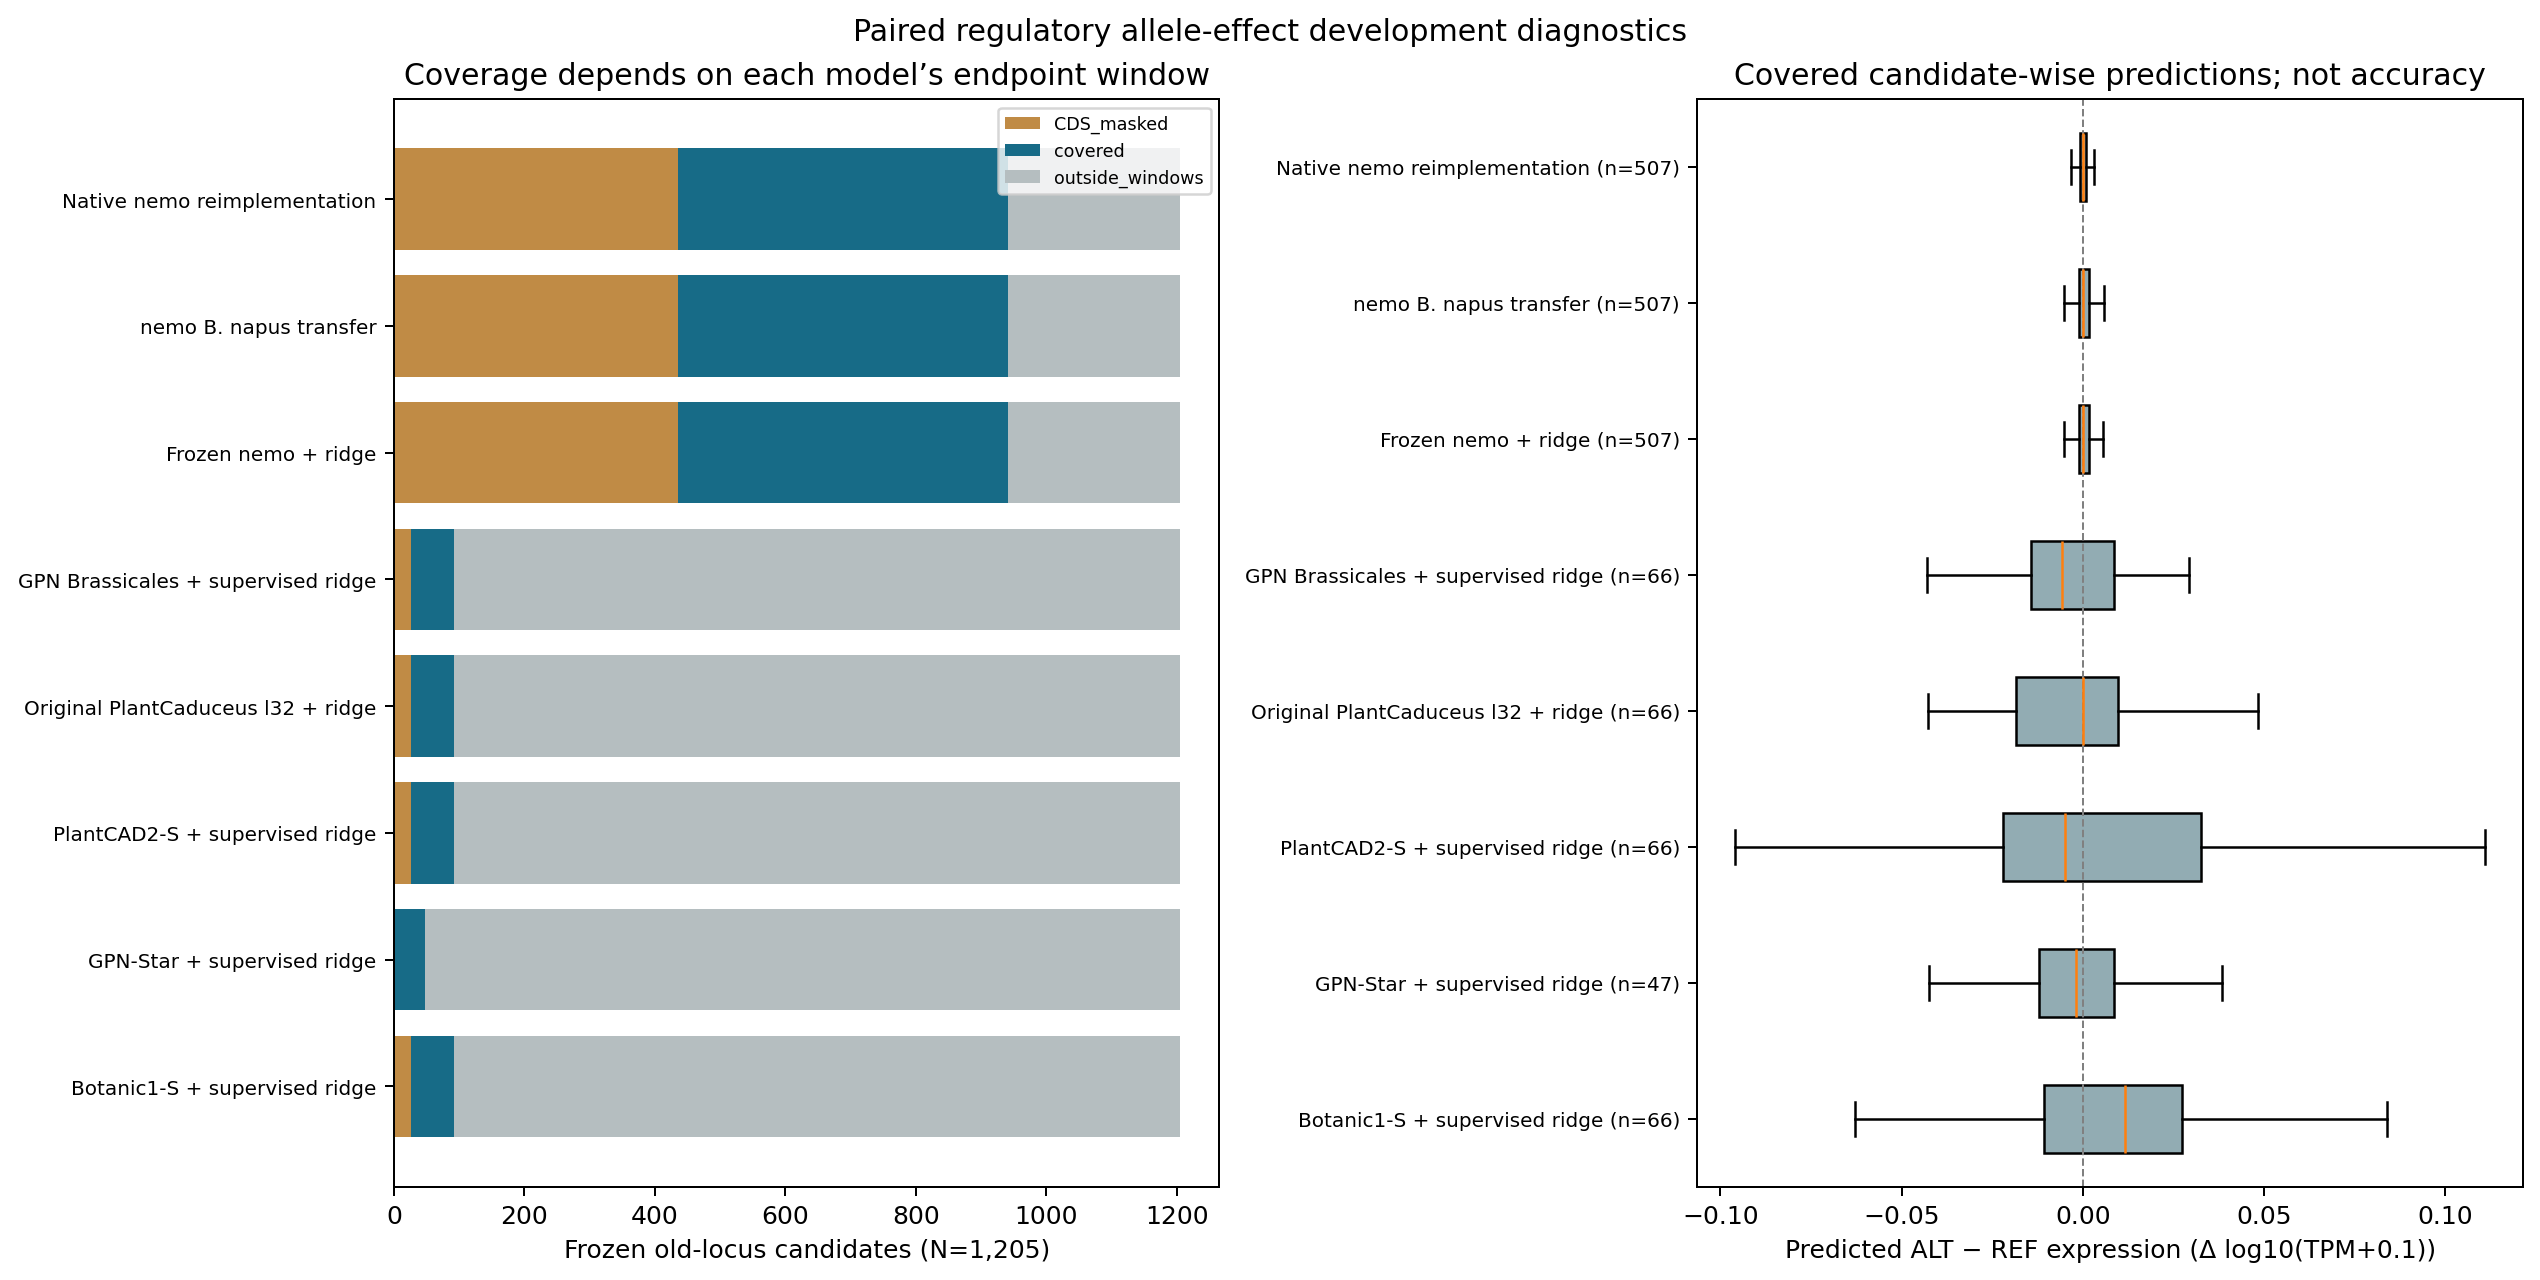 Paired regulatory allele-effect development diagnostics
Coverage depends on each model’s endpoint window
CDS_masked
covered
outside_windows
Native nemo reimplementation
nemo B. napus transfer
Frozen nemo + ridge
GPN Brassicales + supervised ridge
Original PlantCaduceus l32 + ridge
PlantCAD2-S + supervised ridge
GPN-Star + supervised ridge
Botanic1-S + supervised ridge
0 200 400 600 800 1000 1200
Frozen old-locus candidates (N=1,205)
Covered candidate-wise predictions; not accuracy
Native nemo reimplementation (n=507)
nemo B. napus transfer (n=507)
Frozen nemo + ridge (n=507)
GPN Brassicales + supervised ridge (n=66)
Original PlantCaduceus l32 + ridge (n=66)
PlantCAD2-S + supervised ridge (n=66)
GPN-Star + supervised ridge (n=47)
Botanic1-S + supervised ridge (n=66)
−0.10 −0.05 0.00 0.05 0.10
Predicted ALT − REF expression (Δ log10(TPM+0.1))